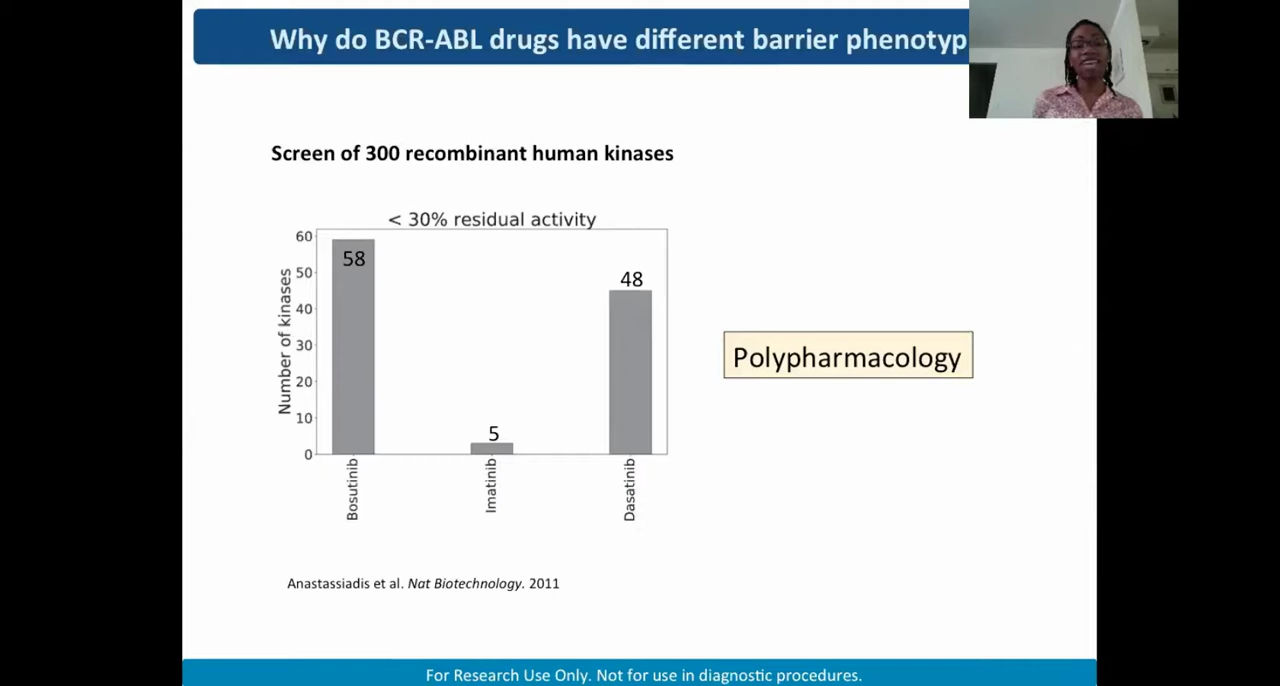 Why do BCR-ABL drugs have different barrier
Screen of 300 recombinant human kinases
< 30% residual activity
Number of kinases
60
50
40
30
20
10
0
58
5
48
Bosutinib
Imatinib
Dasatinib
Polypharmacology
Anastassiadis et al. Nat Biotechnology. 2011
For Research Use Only. Not for use in diagnostic procedures.